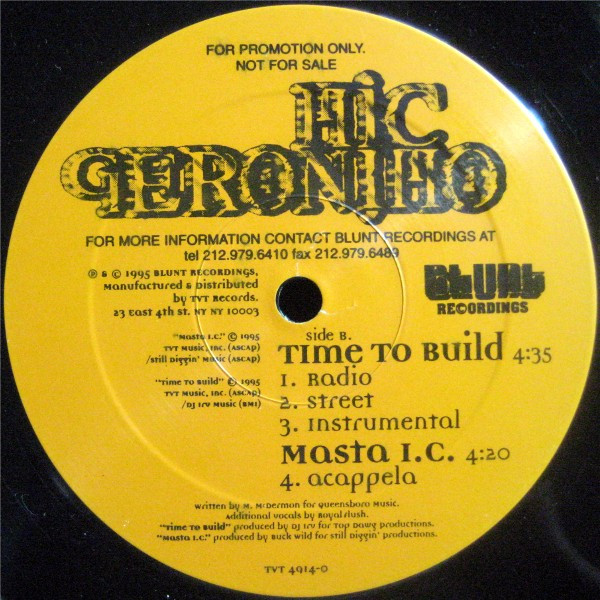 FOR PROMOTION ONLY.
NOT FOR SALE
MiC
GERONIMO
FOR MORE INFORMATION CONTACT BLUNT RECORDINGS AT
tel 212.979.6410 fax 212.979.6489
℗ & © 1995 Blunt Recordings,
Manufactured & Distributed
by TVT Records.
23 East 4th St. NY NY 10003
BLUNT
RECORDINGS
"Masta I.C." © 1995
TVT Music, Inc. (ASCAP)
/Still Diggin' Music (ASCAP)
"Time to Build" © 1995
TVT Music, Inc. (ASCAP)
/DJ Irv Music (BMI)
side B.
Time to Build 4:35
1. Radio
2. Street
3. Instrumental
Masta I.C. 4:20
4. Acappela
Written by M. McDermon for Queensboro Music.
Additional vocals by Royal Flush.
"Time to Build" produced by DJ Irv for Top Dawg productions.
"Masta I.C." produced by Buck Wild for Still Diggin' productions.
TVT 4914-0